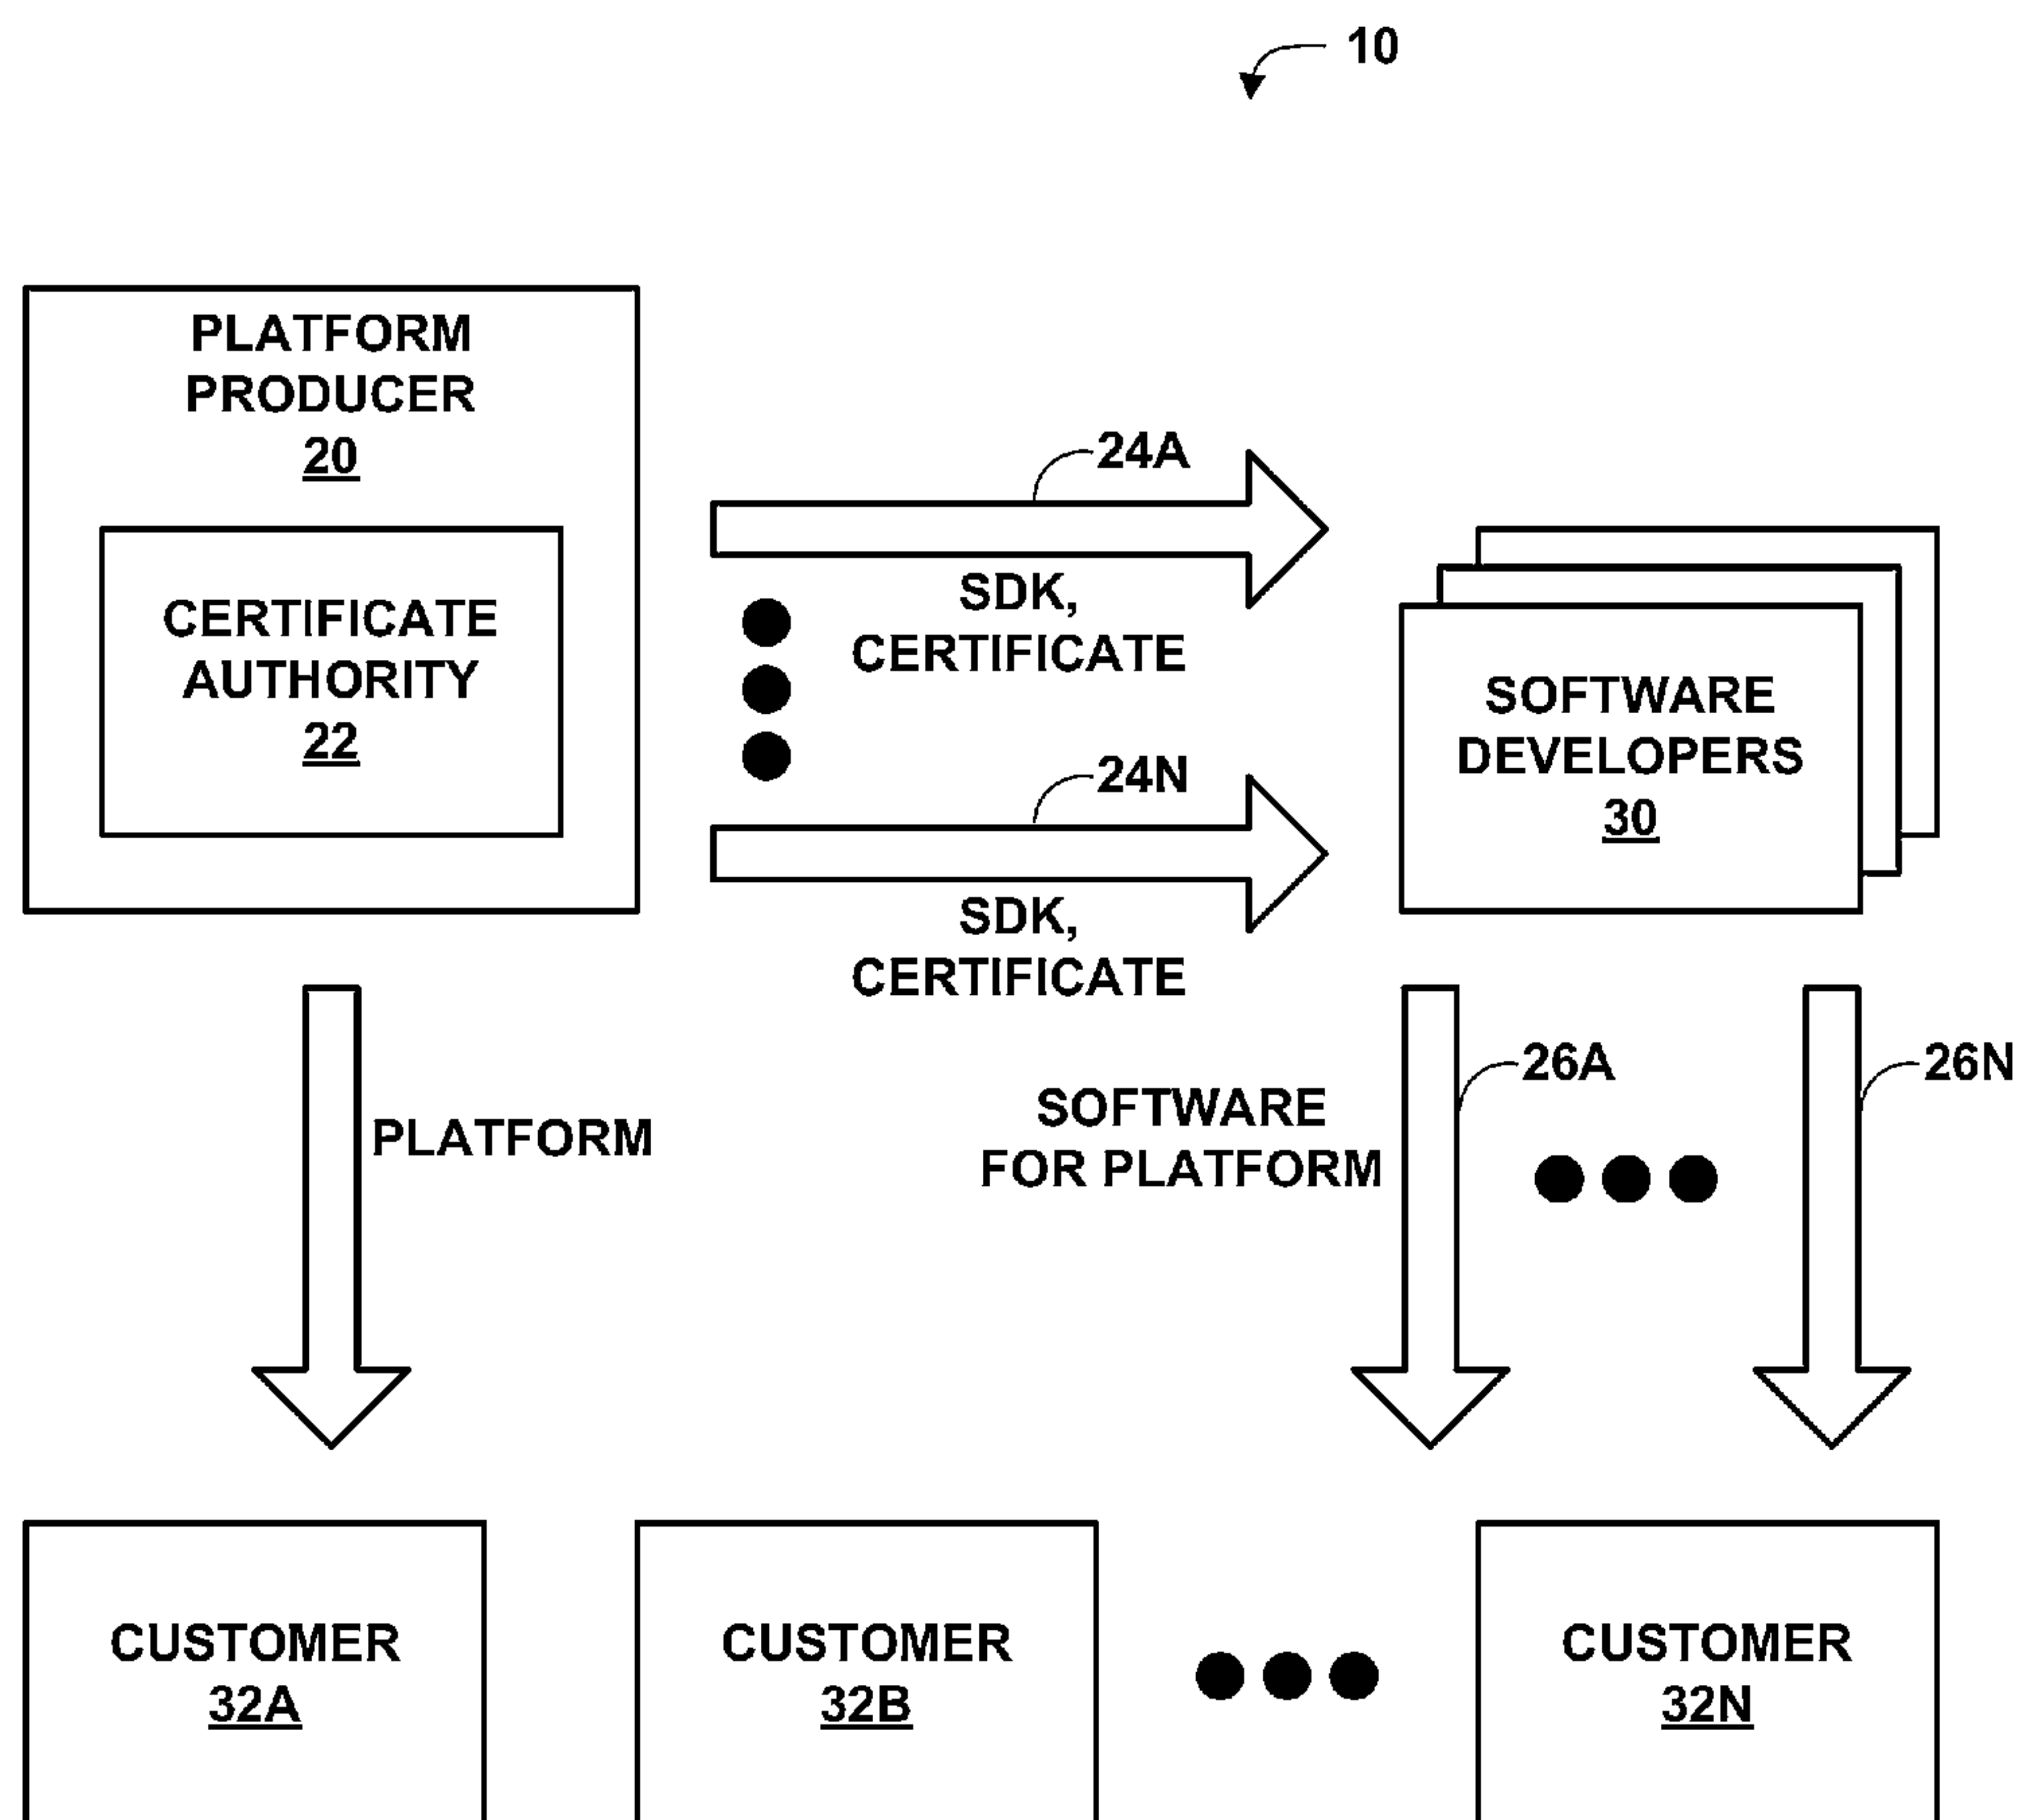 10
PLATFORM
PRODUCER
20
CERTIFICATE
AUTHORITY
22
24A
SDK,
CERTIFICATE
24N
SDK,
CERTIFICATE
SOFTWARE
DEVELOPERS
30
PLATFORM
SOFTWARE
FOR PLATFORM
26A
26N
CUSTOMER
32A
CUSTOMER
32B
CUSTOMER
32N